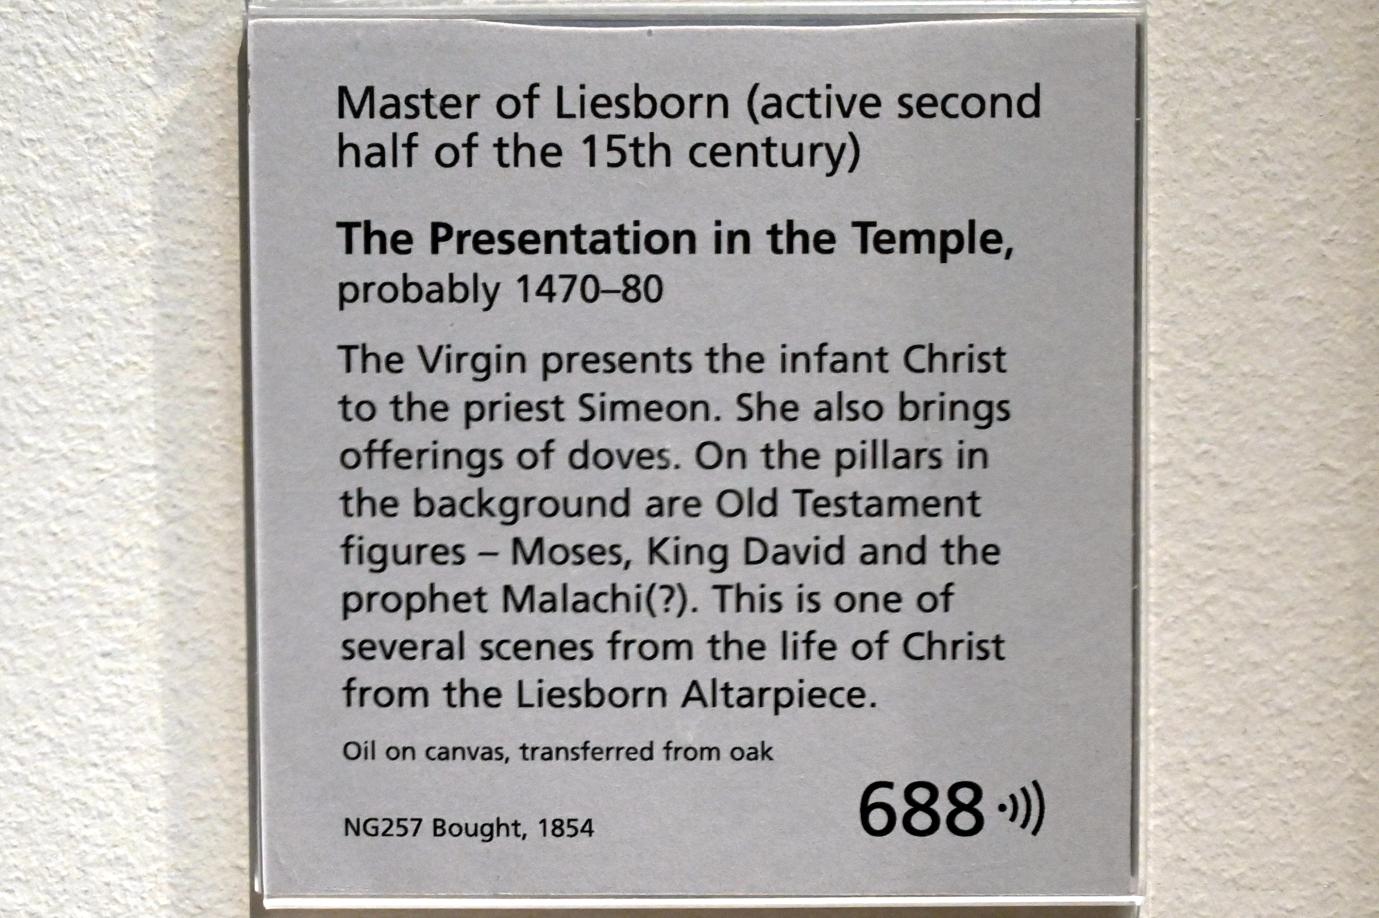 Master of Liesborn (active second
half of the 15th century)
The Presentation in the Temple,
probably 1470–80
The Virgin presents the infant Christ
to the priest Simeon. She also brings
offerings of doves. On the pillars in
the background are Old Testament
figures – Moses, King David and the
prophet Malachi(?). This is one of
several scenes from the life of Christ
from the Liesborn Altarpiece.
Oil on canvas, transferred from oak
NG257 Bought, 1854
688